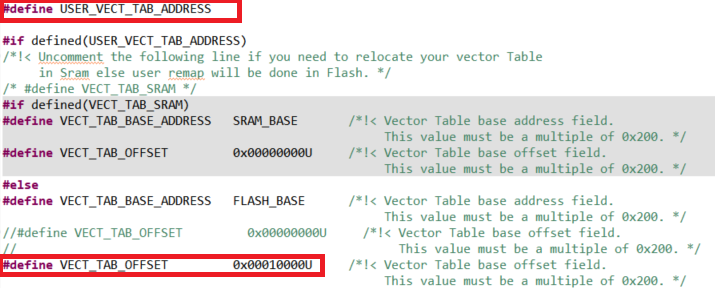 #define USER_VECT_TAB_ADDRESS
#if defined(USER_VECT_TAB_ADDRESS)
/*!< Uncomment the following line if you need to relocate your vector Table
in Sram else user remap will be done in Flash. */
/* #define VECT_TAB_SRAM */
#if defined(VECT_TAB_SRAM)
#define VECT_TAB_BASE_ADDRESS   SRAM_BASE       /*!< Vector Table base address field.
This value must be a multiple of 0x200. */
#define VECT_TAB_OFFSET         0x00000000U     /*!< Vector Table base offset field.
This value must be a multiple of 0x200. */
#else
#define VECT_TAB_BASE_ADDRESS   FLASH_BASE      /*!< Vector Table base address field.
This value must be a multiple of 0x200. */
//#define VECT_TAB_OFFSET         0x00000000U     /*!< Vector Table base offset field.
//                                                     This value must be a multiple of 0x200. */
#define VECT_TAB_OFFSET         0x00010000U     /*!< Vector Table base offset field.
This value must be a multiple of 0x200. */